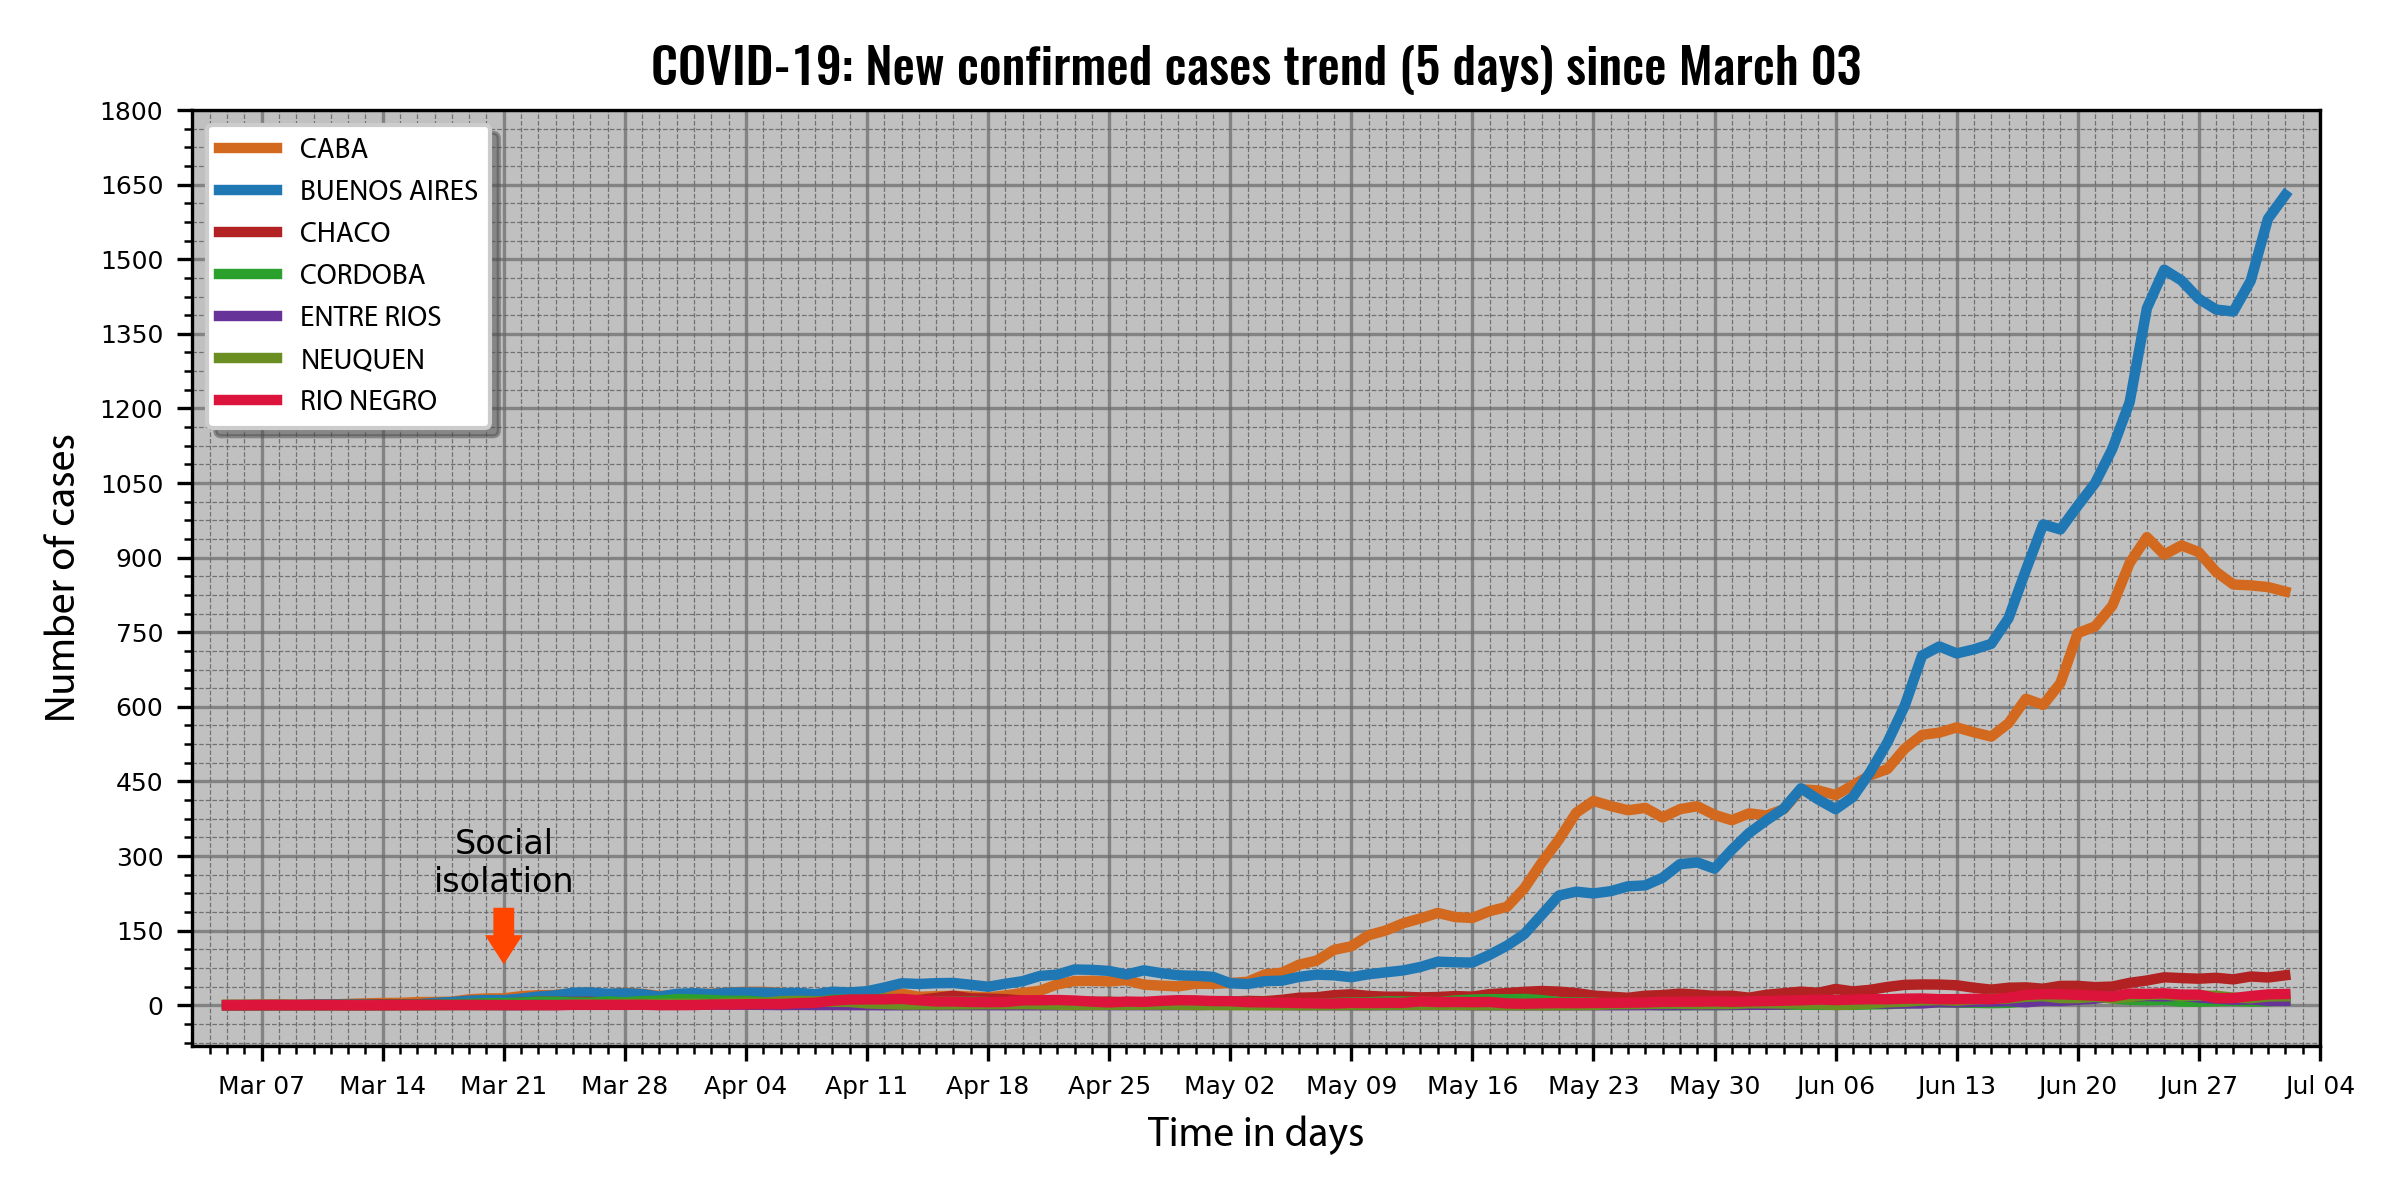 COVID-19: New confirmed cases trend (5 days) since March 03
1800
1650
1500
1350
1200
1050
900
750
600
450
300
150
0
Number of cases
CABA
BUENOS AIRES
CHACO
CORDOBA
ENTRE RIOS
NEUQUEN
RIO NEGRO
Social
isolation
Mar 07 Mar 14 Mar 21 Mar 28 Apr 04 Apr 11 Apr 18 Apr 25 May 02 May 09 May 16 May 23 May 30 Jun 06 Jun 13 Jun 20 Jun 27 Jul 04
Time in days